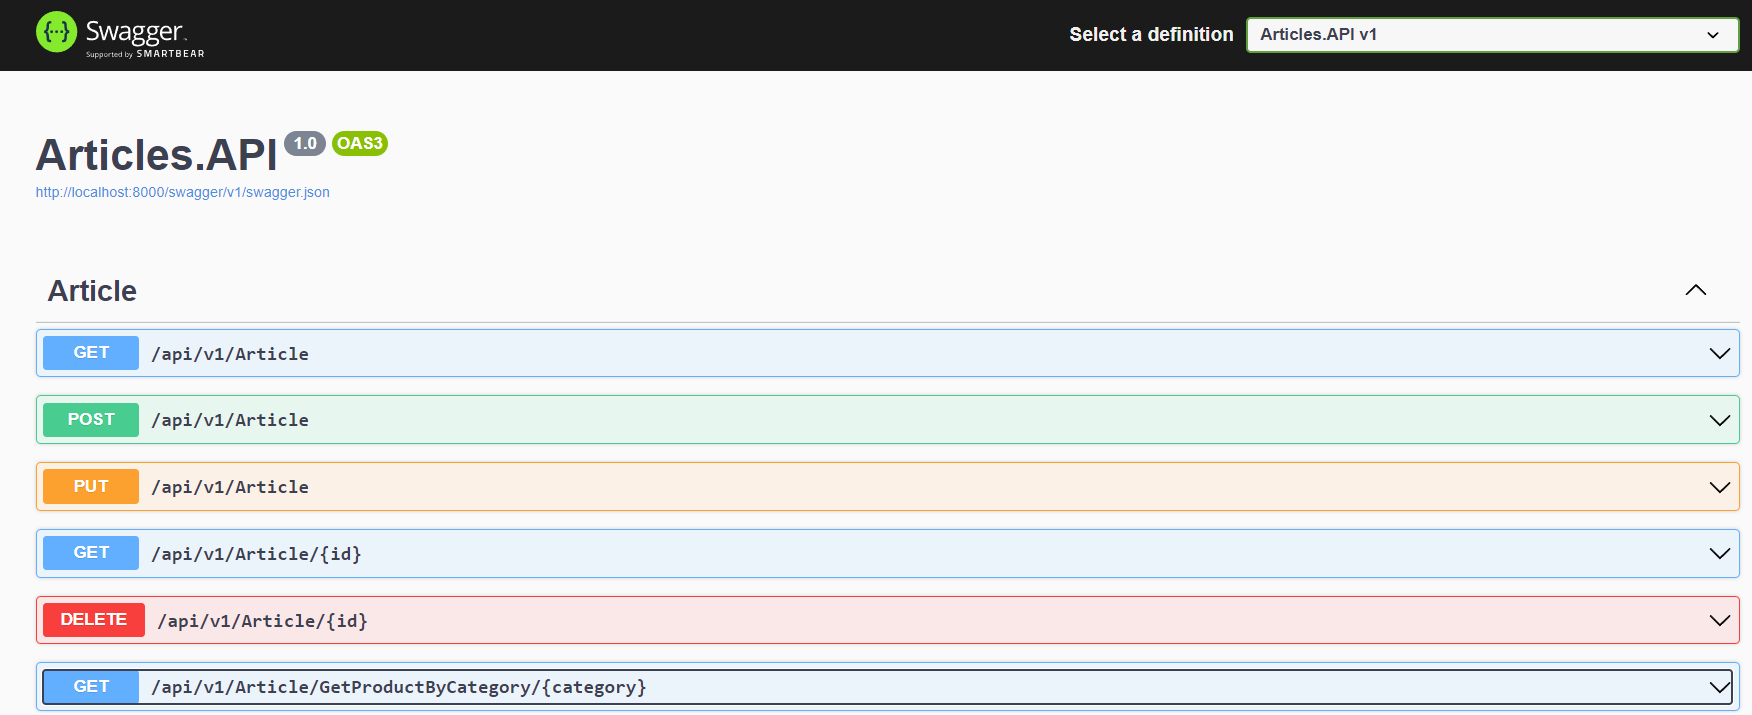 Swagger
Supported by SMARTBEAR
Select a definition
Articles.API v1
Articles.API 1.0 OAS3
http://localhost:8000/swagger/v1/swagger.json
Article
GET /api/v1/Article
POST /api/v1/Article
PUT /api/v1/Article
GET /api/v1/Article/{id}
DELETE /api/v1/Article/{id}
GET /api/v1/Article/GetProductByCategory/{category}